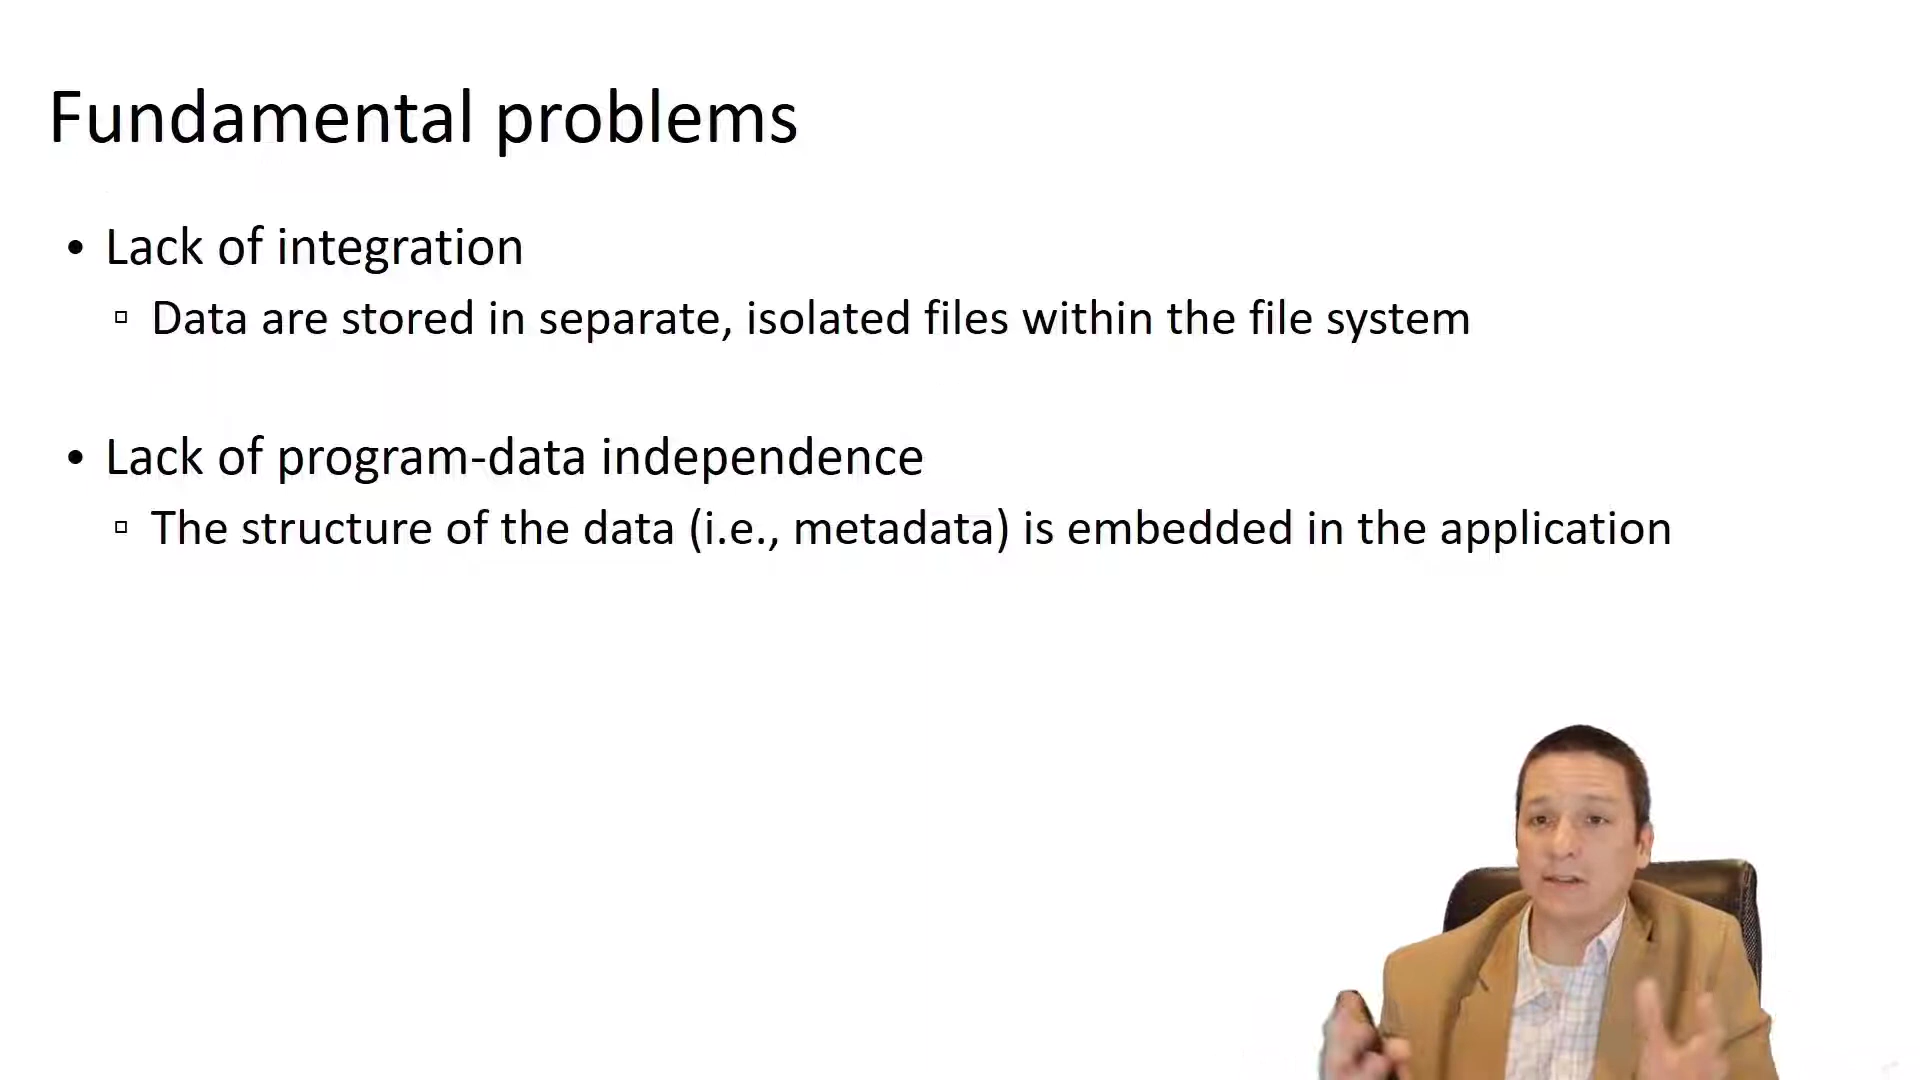 Fundamental problems
• Lack of integration
▫ Data are stored in separate, isolated files within the file system
• Lack of program-data independence
▫ The structure of the data (i.e., metadata) is embedded in the application